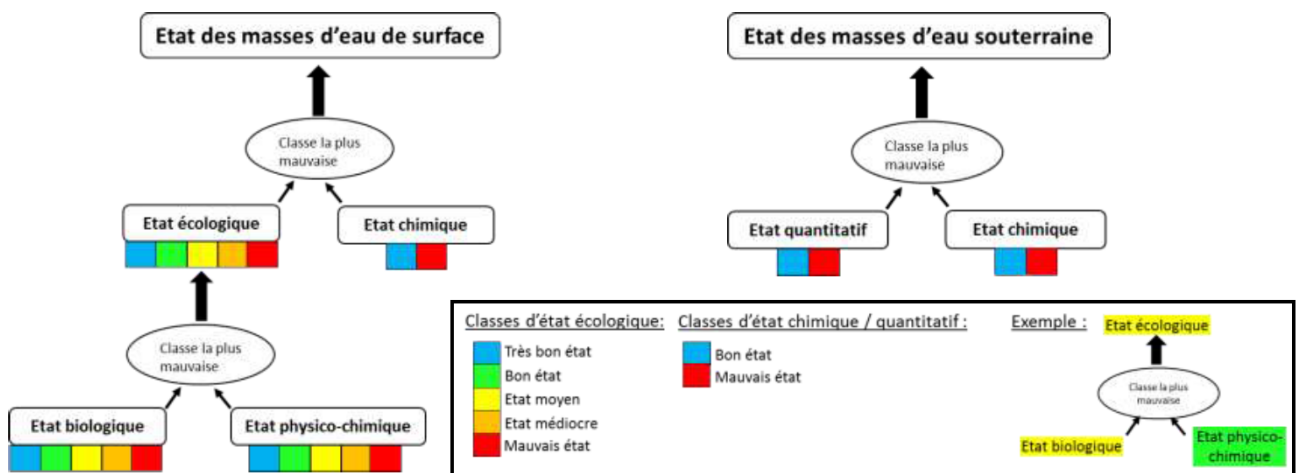 Etat des masses d'eau de surface
Classe la plus
mauvaise
Etat écologique
Etat chimique
Classe la plus
mauvaise
Etat biologique
Etat physico-chimique
Etat des masses d'eau souterraine
Classe la plus
mauvaise
Etat quantitatif
Etat chimique
Classes d'état écologique:
Très bon état
Bon état
Etat moyen
Etat médiocre
Mauvais état
Classes d'état chimique / quantitatif :
Bon état
Mauvais état
Exemple :
Etat écologique
Classe la plus
mauvaise
Etat biologique
Etat physico-
chimique